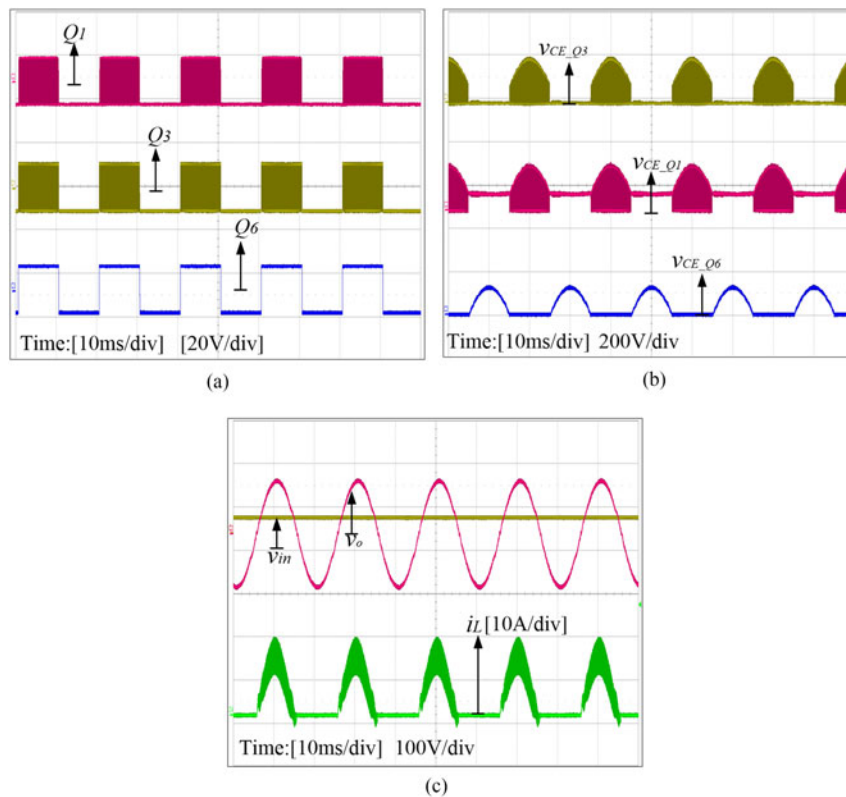 Q1
Q3
Q6
Time:[10ms/div] [20V/div]
(a)
vCE_Q3
vCE_Q1
vCE_Q6
Time:[10ms/div] 200V/div
(b)
vin
vo
iL[10A/div]
Time:[10ms/div] 100V/div
(c)